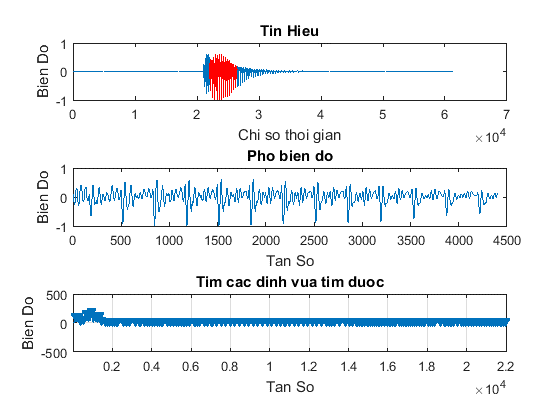 Tin Hieu
1
0
-1
Bien Do
0 1 2 3 4 5 6 7
Chi so thoi gian
×10^4
Pho bien do
1
0
-1
Bien Do
0 500 1000 1500 2000 2500 3000 3500 4000 4500
Tan So
Tim cac dinh vua tim duoc
500
0
-500
Bien Do
0.2 0.4 0.6 0.8 1 1.2 1.4 1.6 1.8 2 2.2
Tan So
×10^4